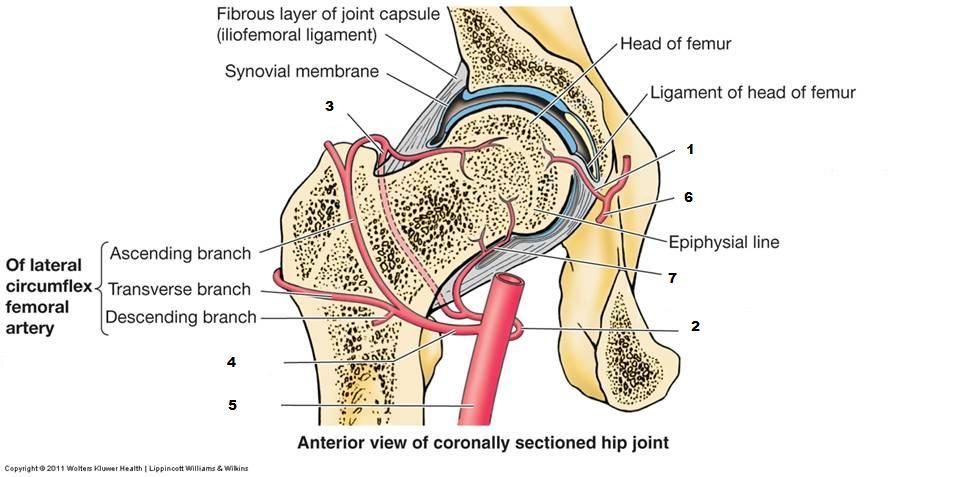 Fibrous layer of joint capsule
(iliofemoral ligament)
Head of femur
Synovial membrane
Ligament of head of femur
3
1
6
Epiphysial line
Of lateral
circumflex
femoral
artery
Ascending branch
Transverse branch
Descending branch
7
2
4
5
Anterior view of coronally sectioned hip joint
Copyright © 2011 Wolters Kluwer Health | Lippincott Williams & Wilkins